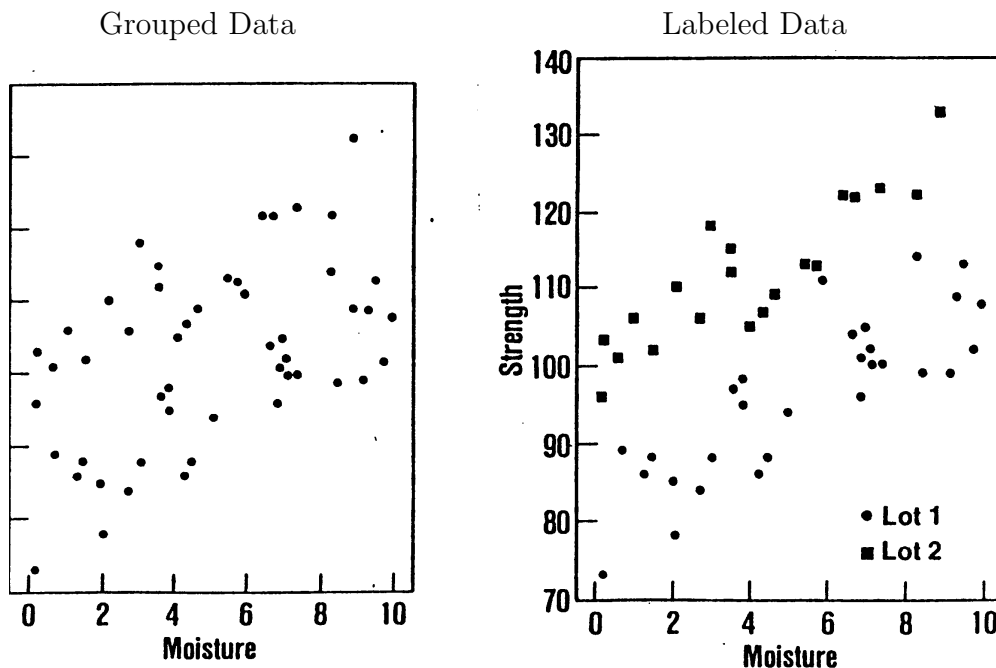 Grouped Data
0 2 4 6 8 10
Moisture
Labeled Data
140
130
120
110
100
90
80
70
Strength
Lot 1
Lot 2
0 2 4 6 8 10
Moisture